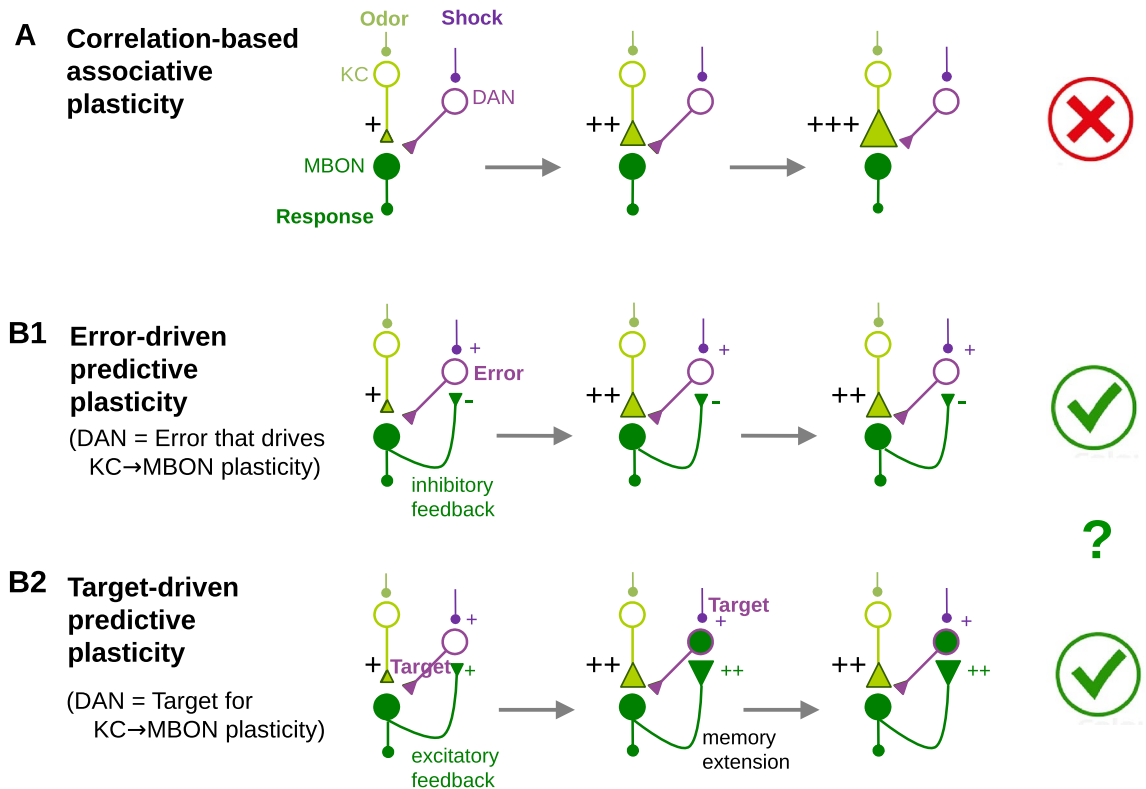 A
Correlation-based
associative
plasticity
Odor
Shock
KC
DAN
+
MBON
Response
++
+++
B1
Error-driven
predictive
plasticity
(DAN = Error that drives
KC→MBON plasticity)
+
Error
+
-
inhibitory
feedback
+
++
-
+
++
-
?
B2
Target-driven
predictive
plasticity
(DAN = Target for
KC→MBON plasticity)
+
+
Target
+
excitatory
feedback
Target
+
++
++
memory
extension
+
++
++